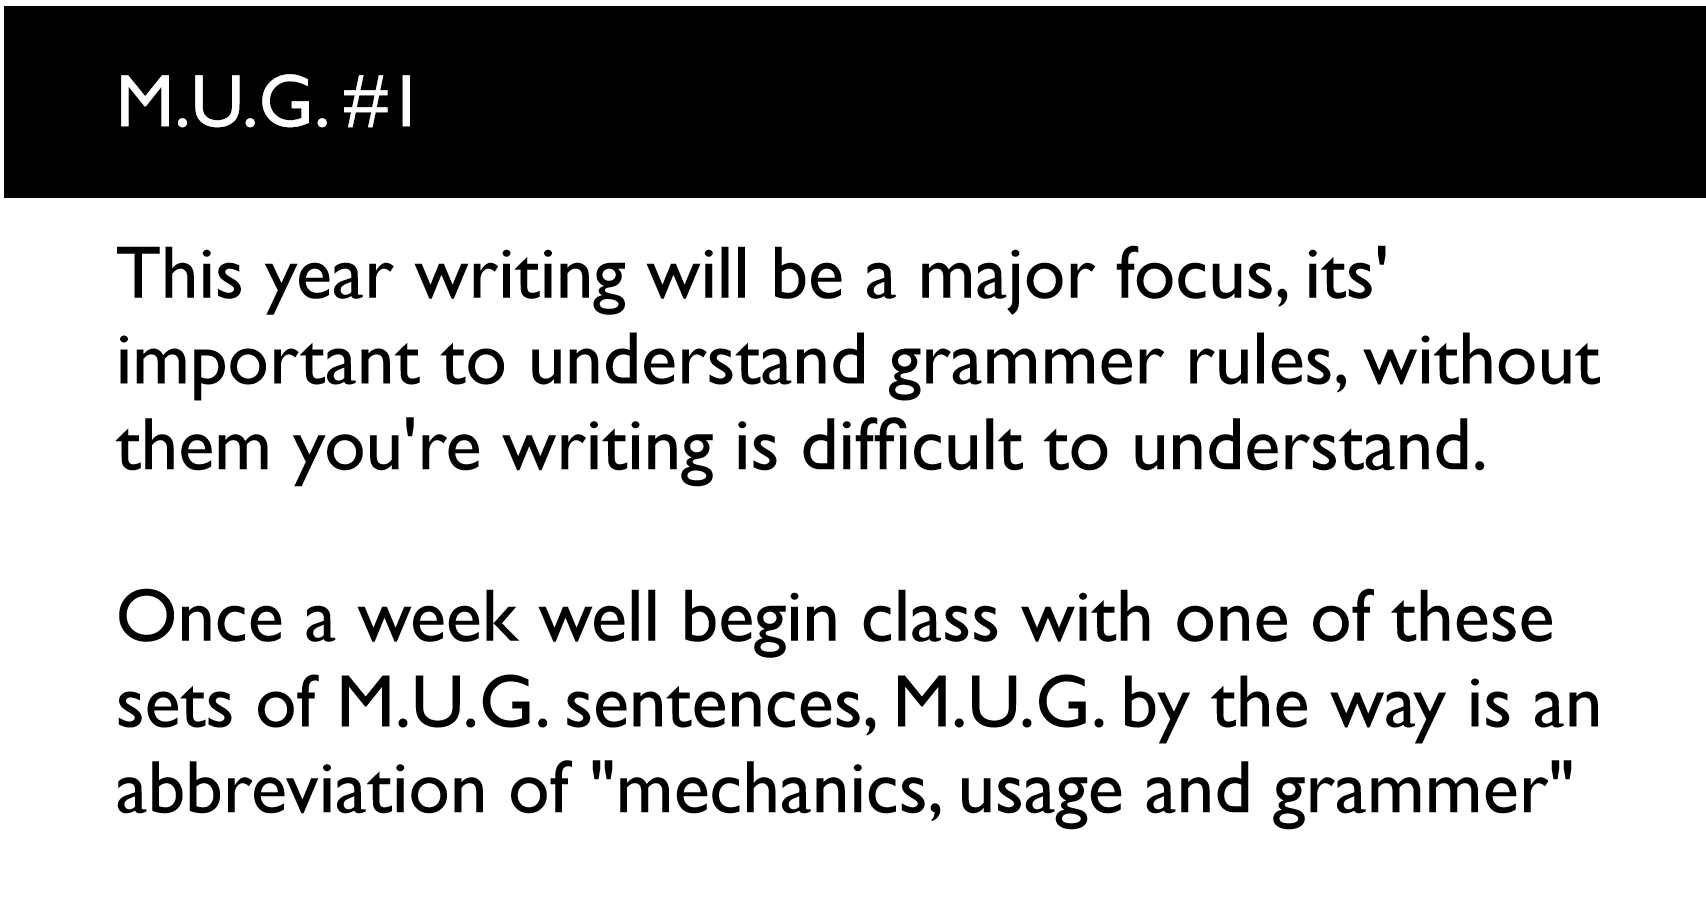 M.U.G. #1
This year writing will be a major focus, its'
important to understand grammer rules, without
them you're writing is difficult to understand.
Once a week well begin class with one of these
sets of M.U.G. sentences, M.U.G. by the way is an
abbreviation of "mechanics, usage and grammer"